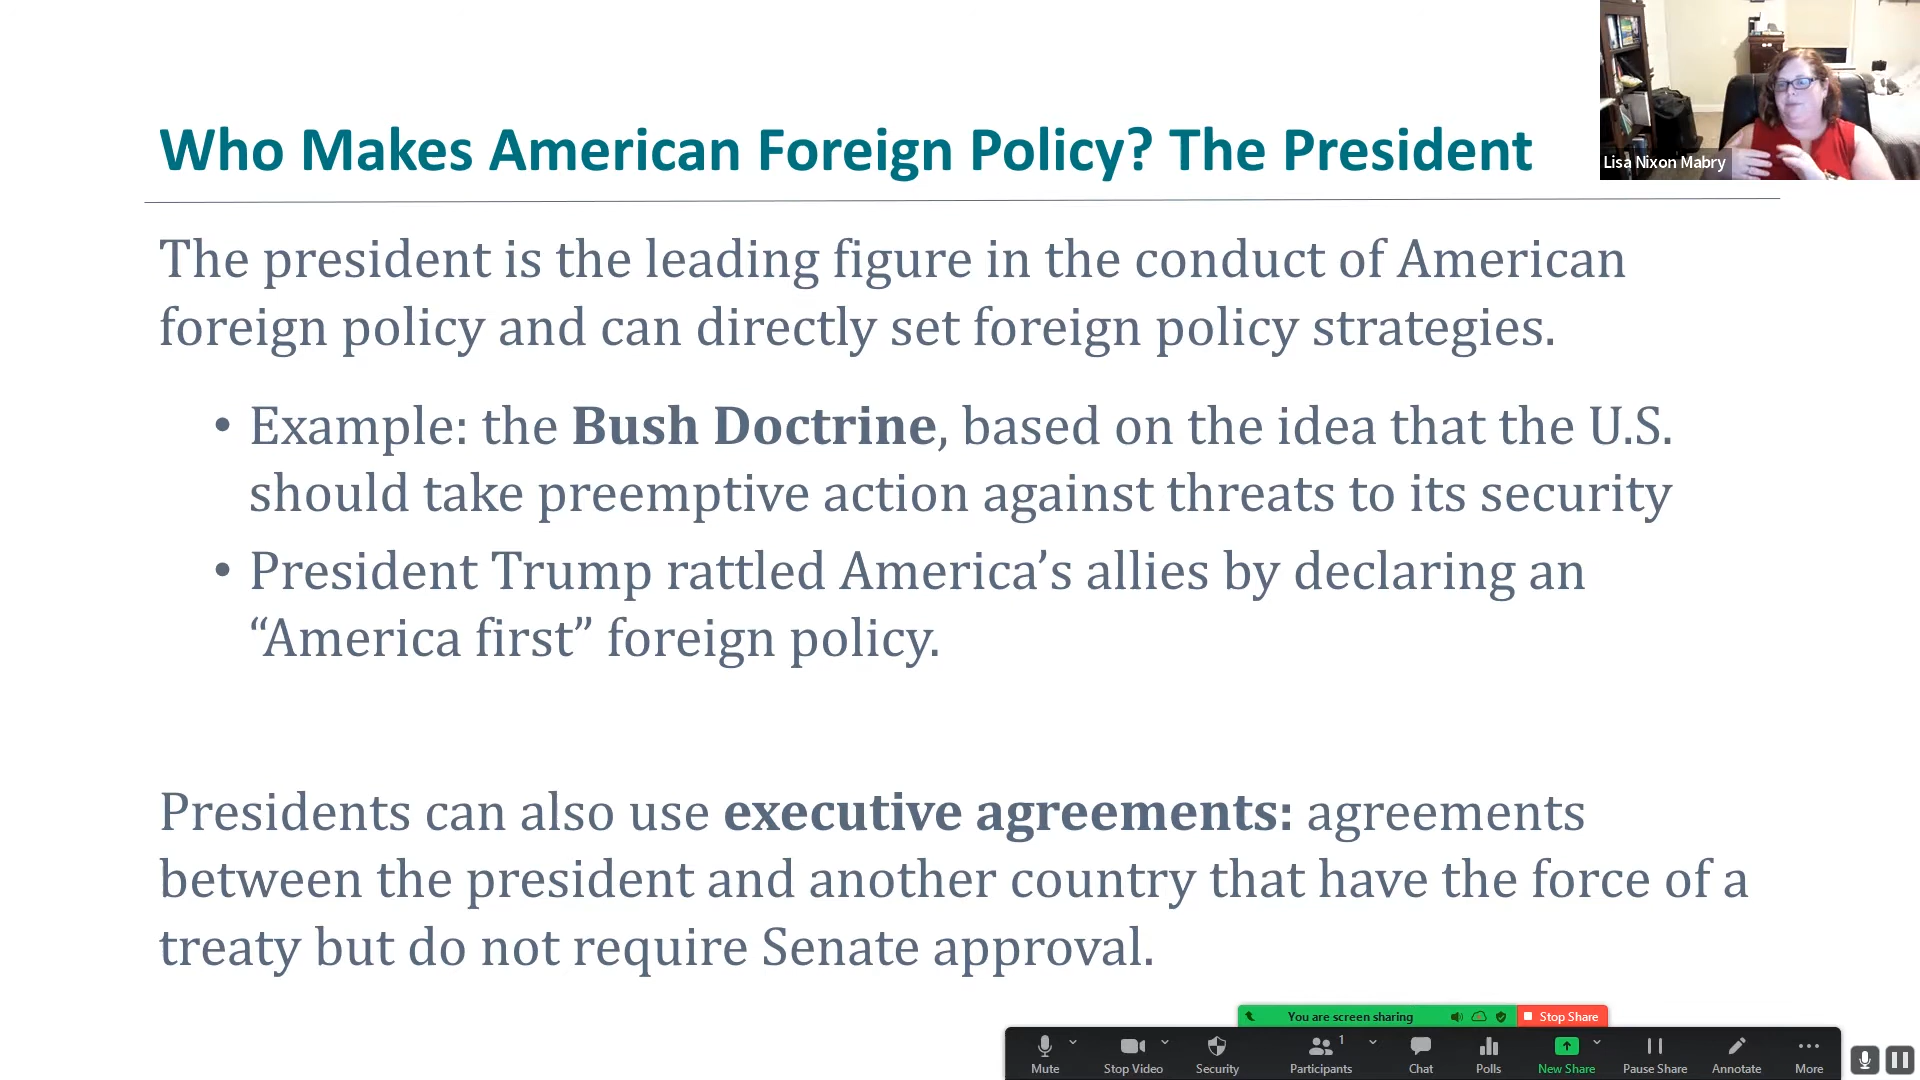 Who Makes American Foreign Policy? The President
Lisa Nixon Mabry
The president is the leading figure in the conduct of American
foreign policy and can directly set foreign policy strategies.
• Example: the Bush Doctrine, based on the idea that the U.S.
should take preemptive action against threats to its security
• President Trump rattled America’s allies by declaring an
“America first” foreign policy.
Presidents can also use executive agreements: agreements
between the president and another country that have the force of a
treaty but do not require Senate approval.
You are screen sharing
Stop Share
Mute
Stop Video
Security
1
Participants
Chat
Polls
New Share
Pause Share
Annotate
More